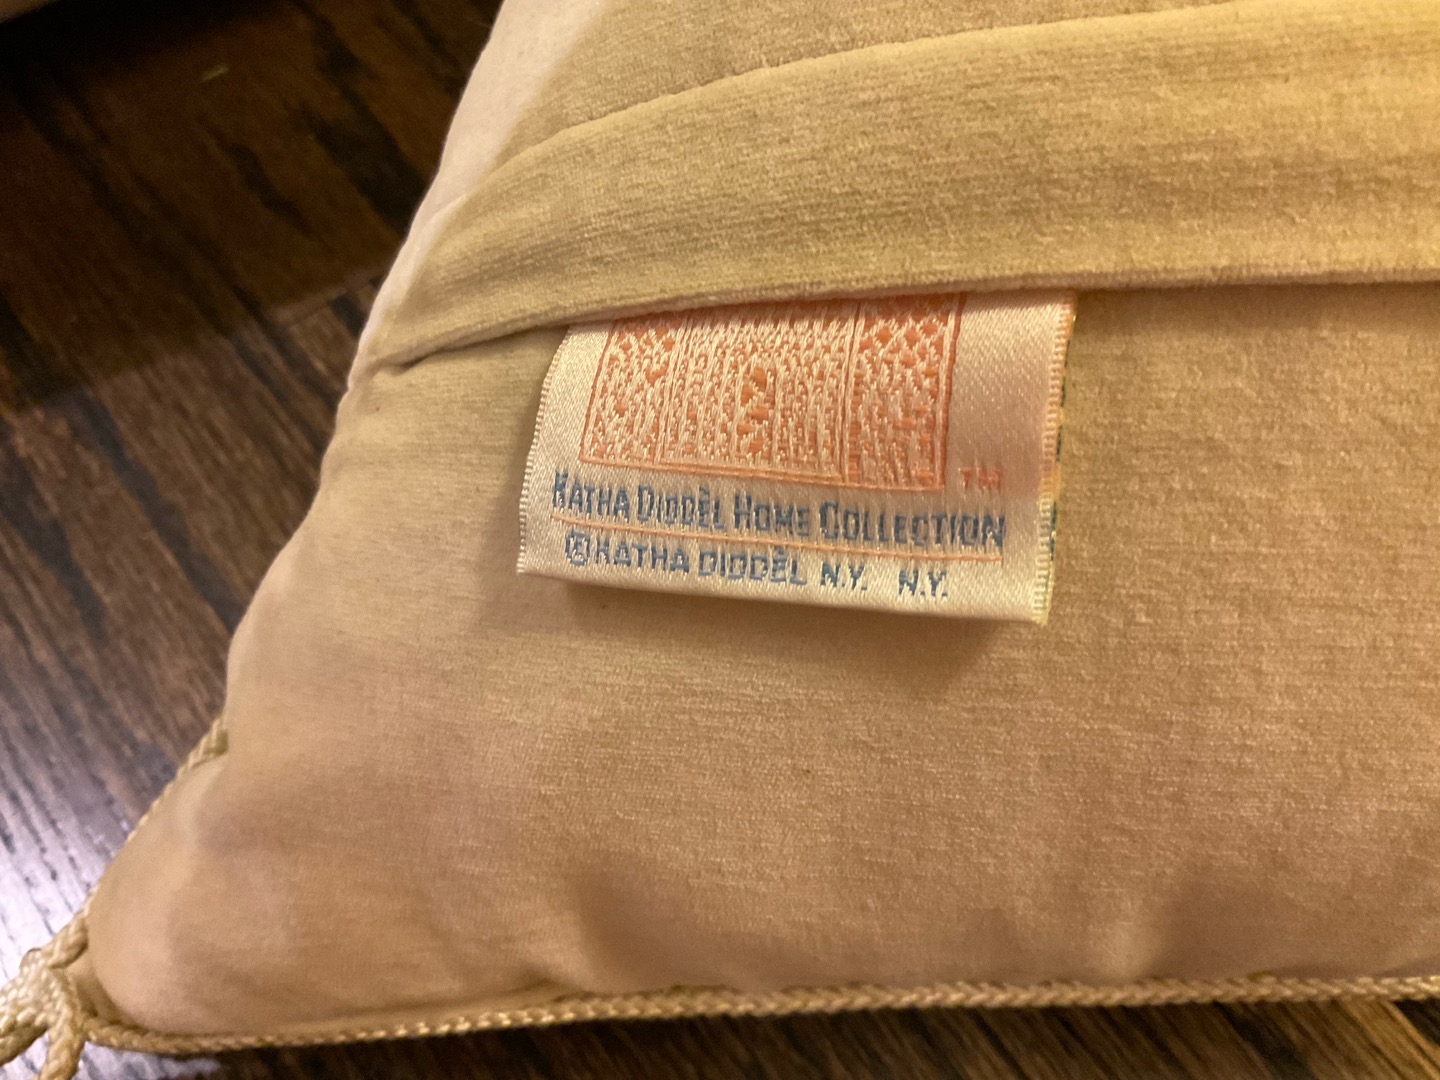 TM
KATHA DIDDĒL HOME COLLECTION
© KATHA DIDDĒL N.Y. N.Y.